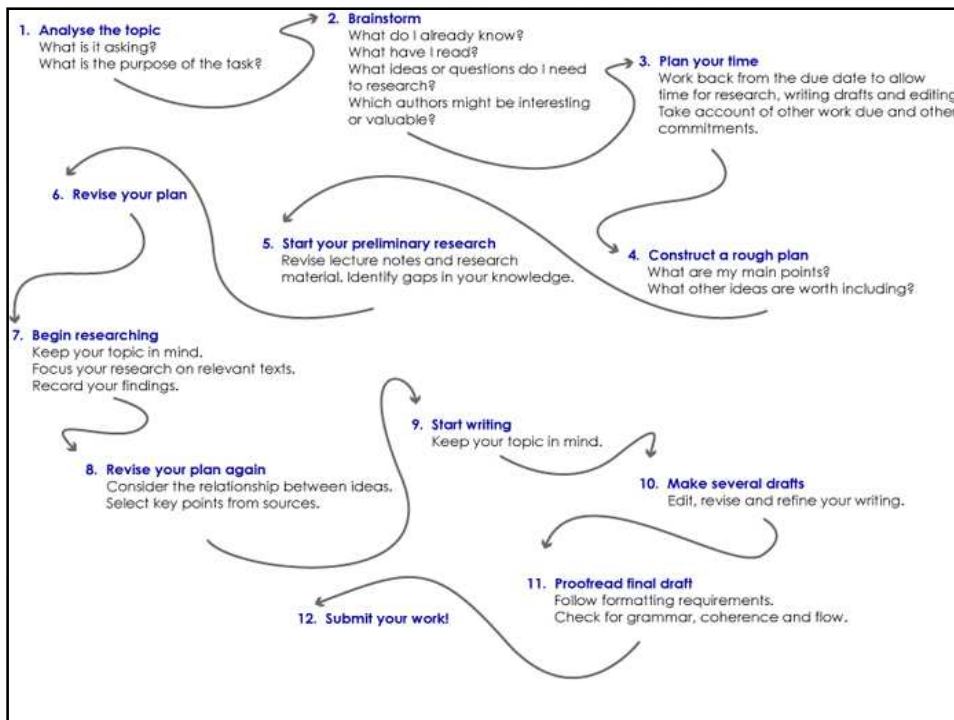 1. Analyse the topic
What is it asking?
What is the purpose of the task?
2. Brainstorm
What do I already know?
What have I read?
What ideas or questions do I need
to research?
Which authors might be interesting
or valuable?
3. Plan your time
Work back from the due date to allow
time for research, writing drafts and editing
Take account of other work due and other
commitments.
4. Construct a rough plan
What are my main points?
What other ideas are worth including?
5. Start your preliminary research
Revise lecture notes and research
material. Identify gaps in your knowledge.
6. Revise your plan
7. Begin researching
Keep your topic in mind.
Focus your research on relevant texts.
Record your findings.
8. Revise your plan again
Consider the relationship between ideas.
Select key points from sources.
9. Start writing
Keep your topic in mind.
10. Make several drafts
Edit, revise and refine your writing.
11. Proofread final draft
Follow formatting requirements.
Check for grammar, coherence and flow.
12. Submit your work!